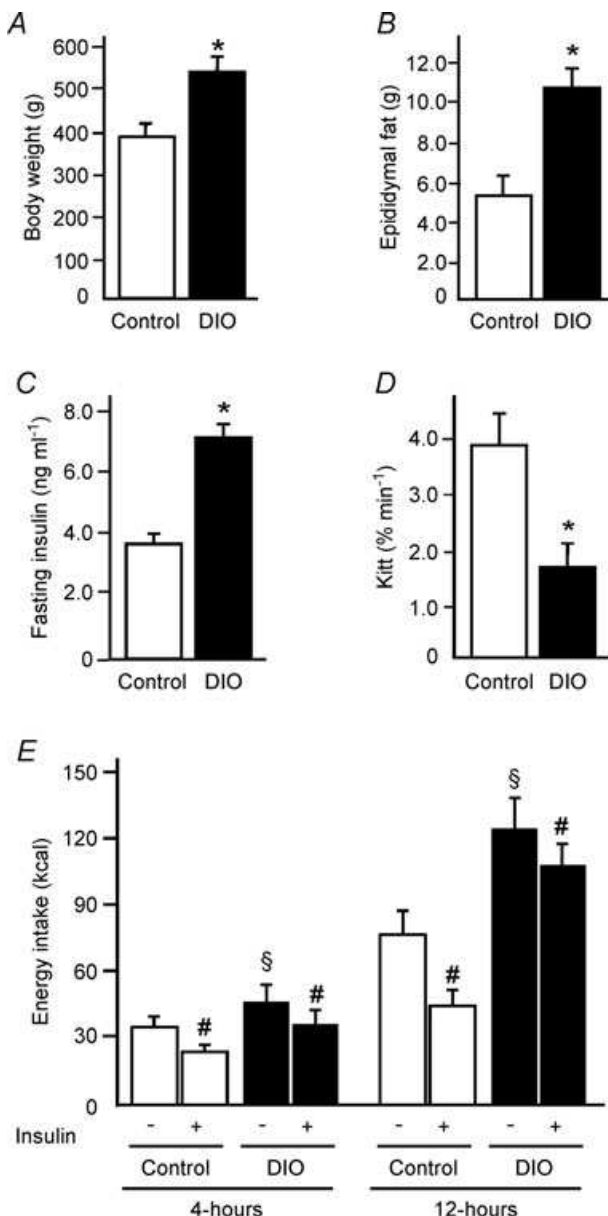 A
Body weight (g)
600
500
400
300
200
100
0
*
Control DIO
B
Epididymal fat (g)
12.0
10.0
8.0
6.0
4.0
2.0
0
*
Control DIO
C
Fasting insulin (ng ml⁻¹)
8.0
4.0
2.0
0
*
Control DIO
D
Kitt (% min⁻¹)
4.0
3.0
2.0
1.0
0
*
Control DIO
E
Energy intake (kcal)
150
120
90
60
30
0
# § # # § #
Insulin - + - + - + - +
Control DIO Control DIO
4-hours 12-hours